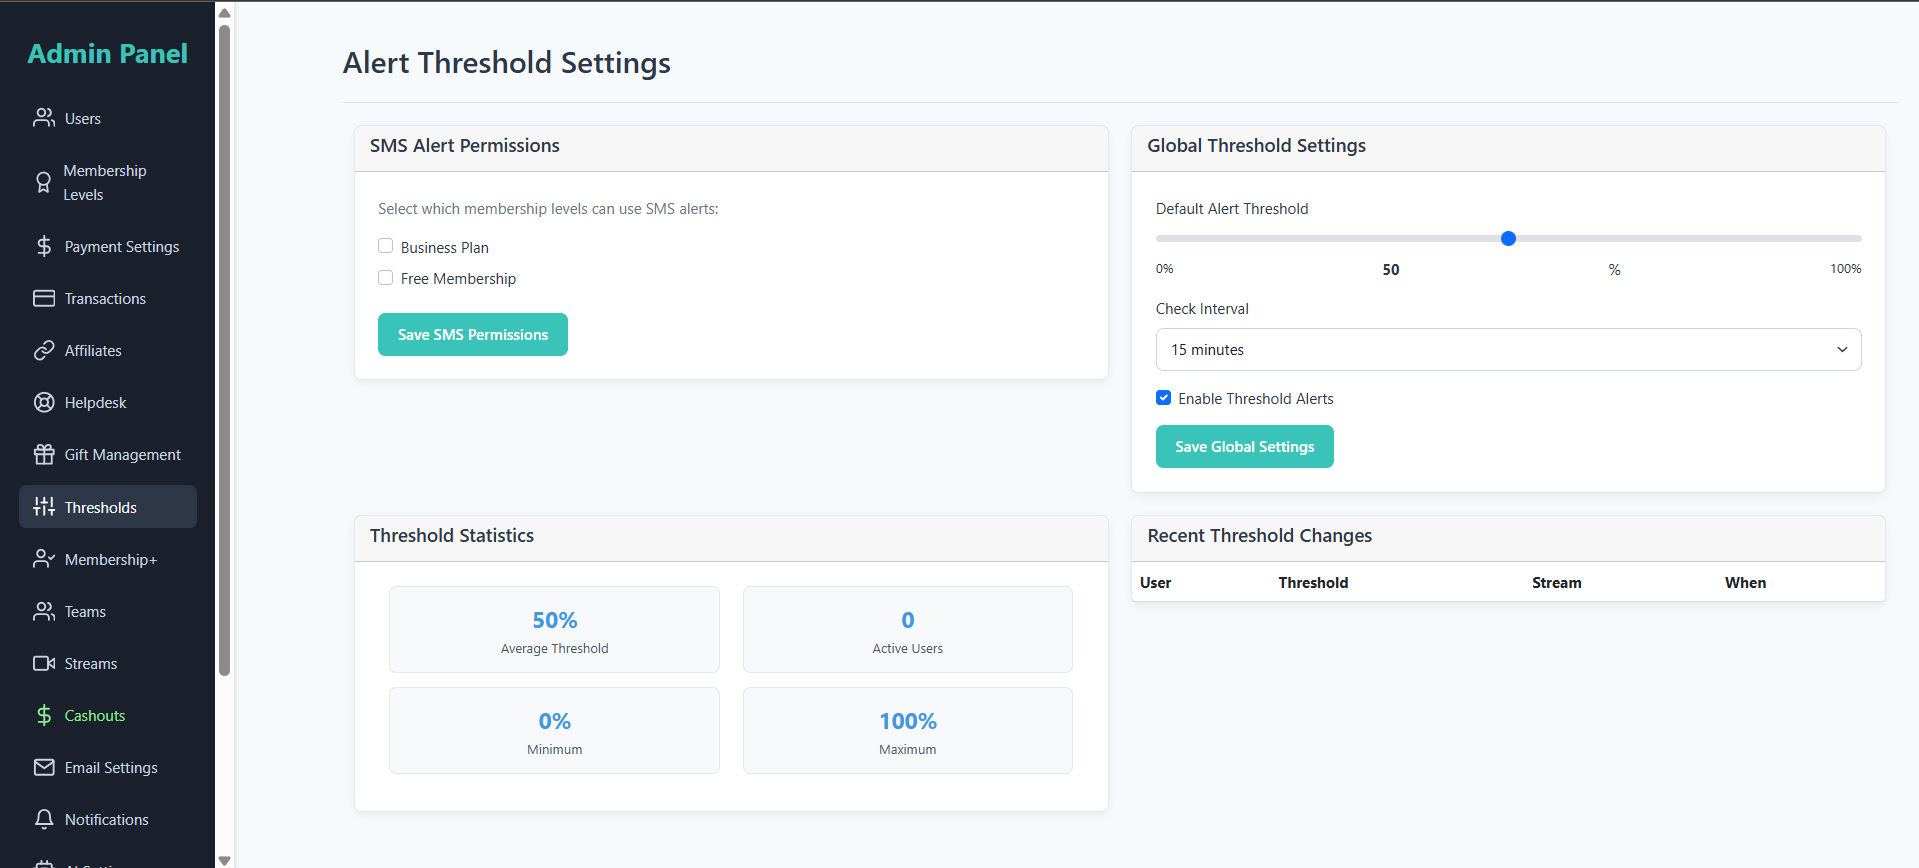 Admin Panel
Users
Membership
Levels
Payment Settings
Transactions
Affiliates
Helpdesk
Gift Management
Thresholds
Membership+
Teams
Streams
Cashouts
Email Settings
Notifications
Alert Threshold Settings
SMS Alert Permissions
Select which membership levels can use SMS alerts:
Business Plan
Free Membership
Save SMS Permissions
Global Threshold Settings
Default Alert Threshold
0% 50 % 100%
Check Interval
15 minutes
Enable Threshold Alerts
Save Global Settings
Threshold Statistics
50%
Average Threshold
0
Active Users
0%
Minimum
100%
Maximum
Recent Threshold Changes
User Threshold Stream When